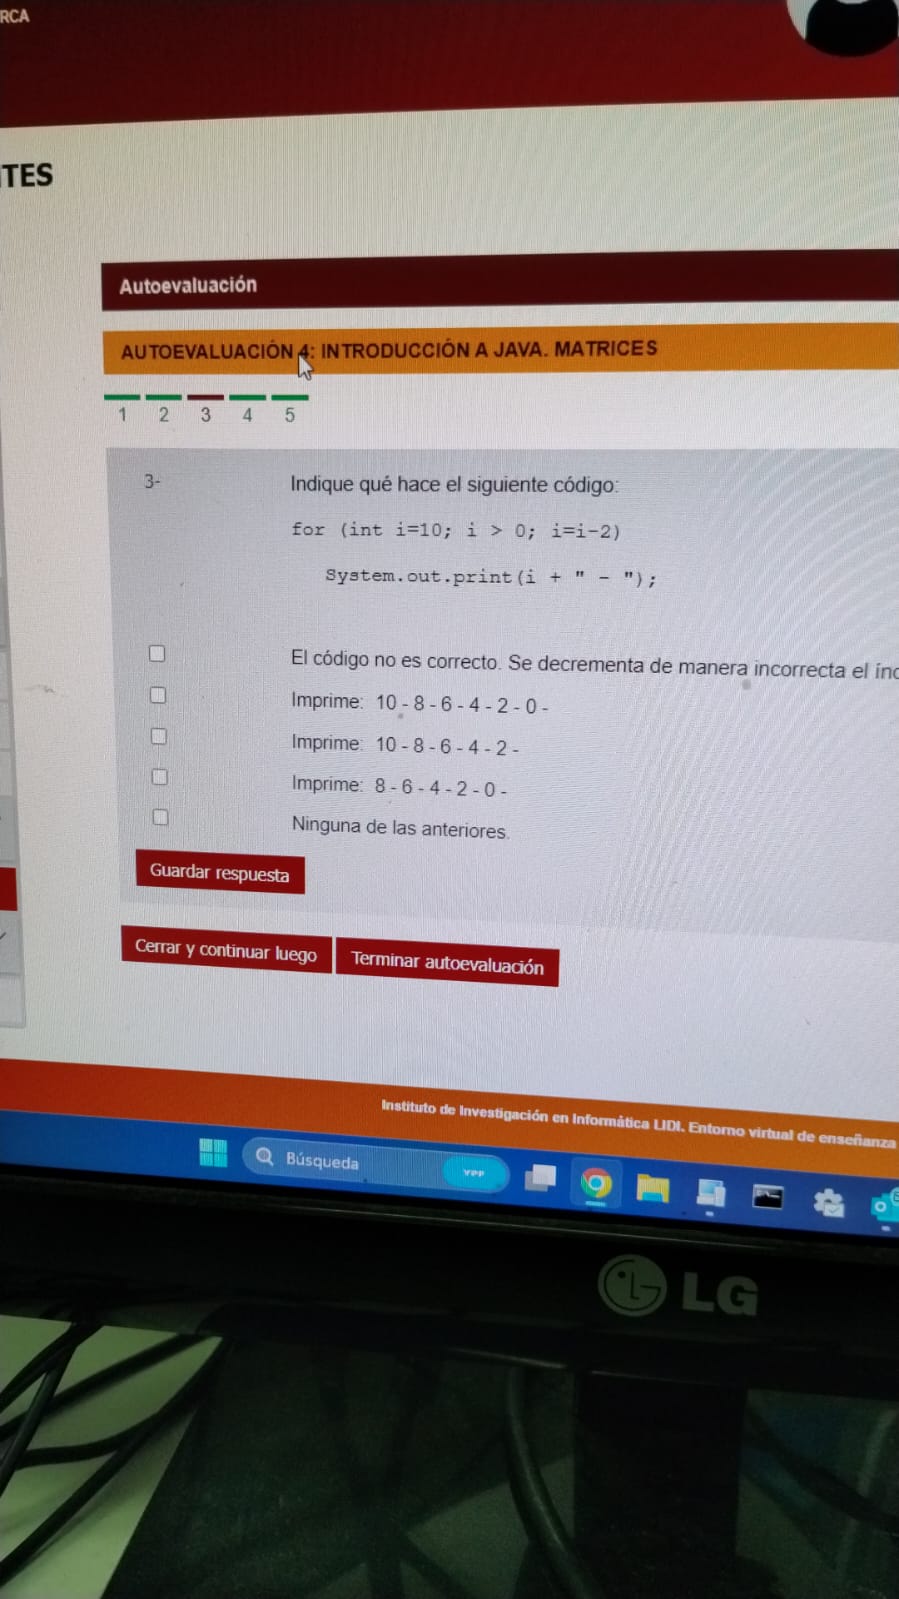 RCA
TES
Autoevaluación
AUTOEVALUACIÓN 4: INTRODUCCIÓN A JAVA. MATRICES
1 2 3 4 5
3- Indique qué hace el siguiente código:
for (int i=10; i > 0; i=i-2)
System.out.print(i + " - ");
El código no es correcto. Se decrementa de manera incorrecta el índ
Imprime: 10 - 8 - 6 - 4 - 2 - 0 -
Imprime: 10 - 8 - 6 - 4 - 2 -
Imprime: 8 - 6 - 4 - 2 - 0 -
Ninguna de las anteriores.
Guardar respuesta
Cerrar y continuar luego Terminar autoevaluación
Instituto de Investigación en Informática LIDI. Entorno virtual de enseñanza
Búsqueda
LG